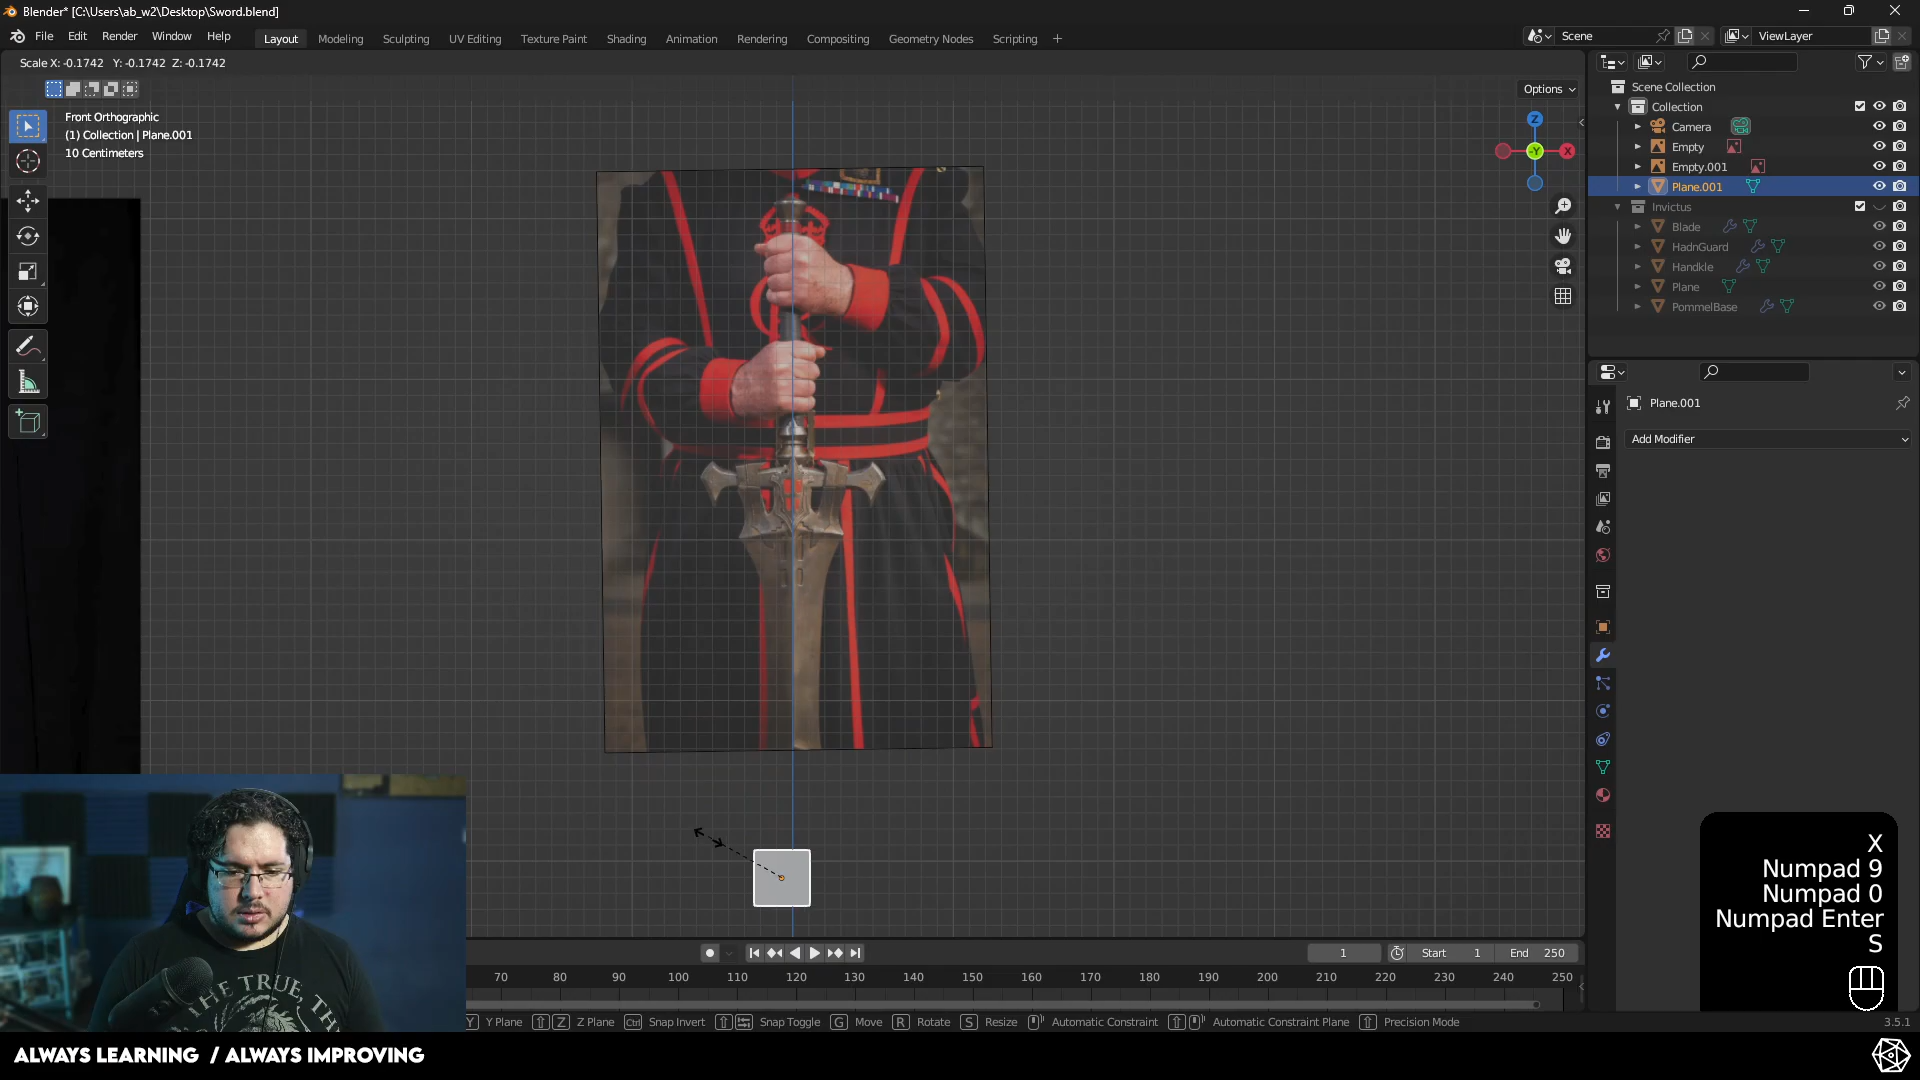 Blender* [C:\Users\ab_w2\Desktop\Sword.blend]
File Edit Render Window Help Layout Modeling Sculpting UV Editing Texture Paint Shading Animation Rendering Compositing Geometry Nodes Scripting +
Scene ViewLayer
Scale X: -0.1742 Y: -0.1742 Z: -0.1742
Options
Front Orthographic
(1) Collection | Plane.001
10 Centimeters
Z
-Y
X
Scene Collection
Collection
Camera
Empty
Empty.001
Plane.001
Invictus
Blade
HadnGuard
Handkle
Plane
PommelBase
Plane.001
Add Modifier
X
Numpad 9
Numpad 0
Numpad Enter
S
1 Start 1 End 250
70 80 90 100 110 120 130 140 150 160 170 180 190 200 210 220 230 240 250
Y Y Plane Z Z Plane Ctrl Snap Invert Snap Toggle G Move R Rotate S Resize Automatic Constraint Automatic Constraint Plane Precision Mode
3.5.1
THE TRUE, TH
ALWAYS LEARNING / ALWAYS IMPROVING